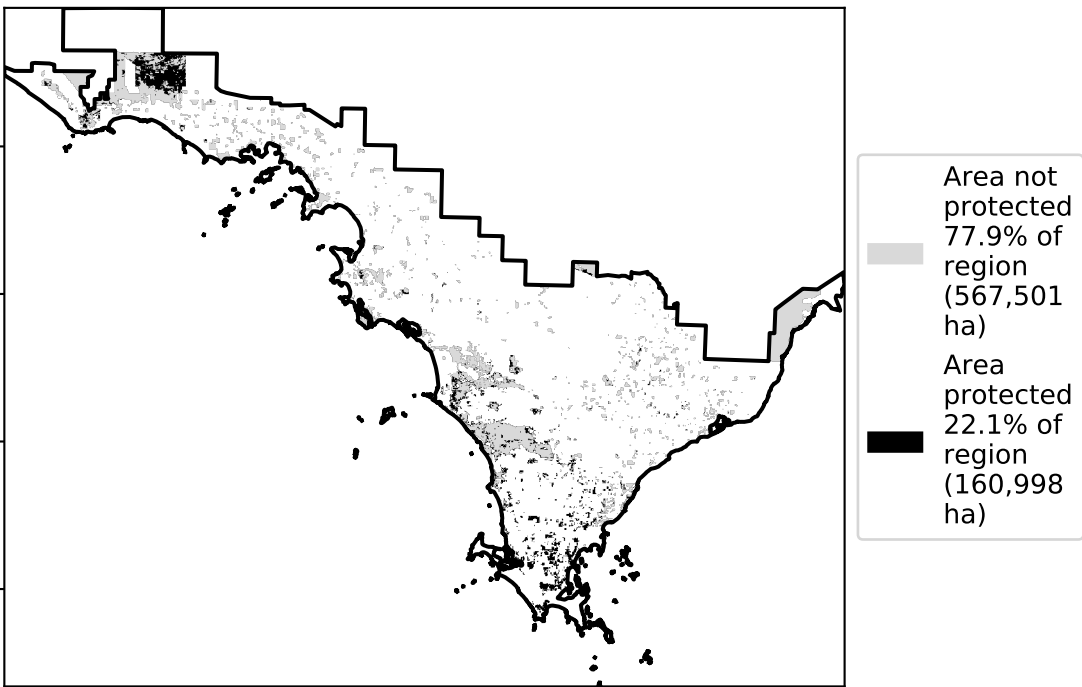 Area not
protected
77.9% of
region
(567,501
ha)
Area
protected
22.1% of
region
(160,998
ha)